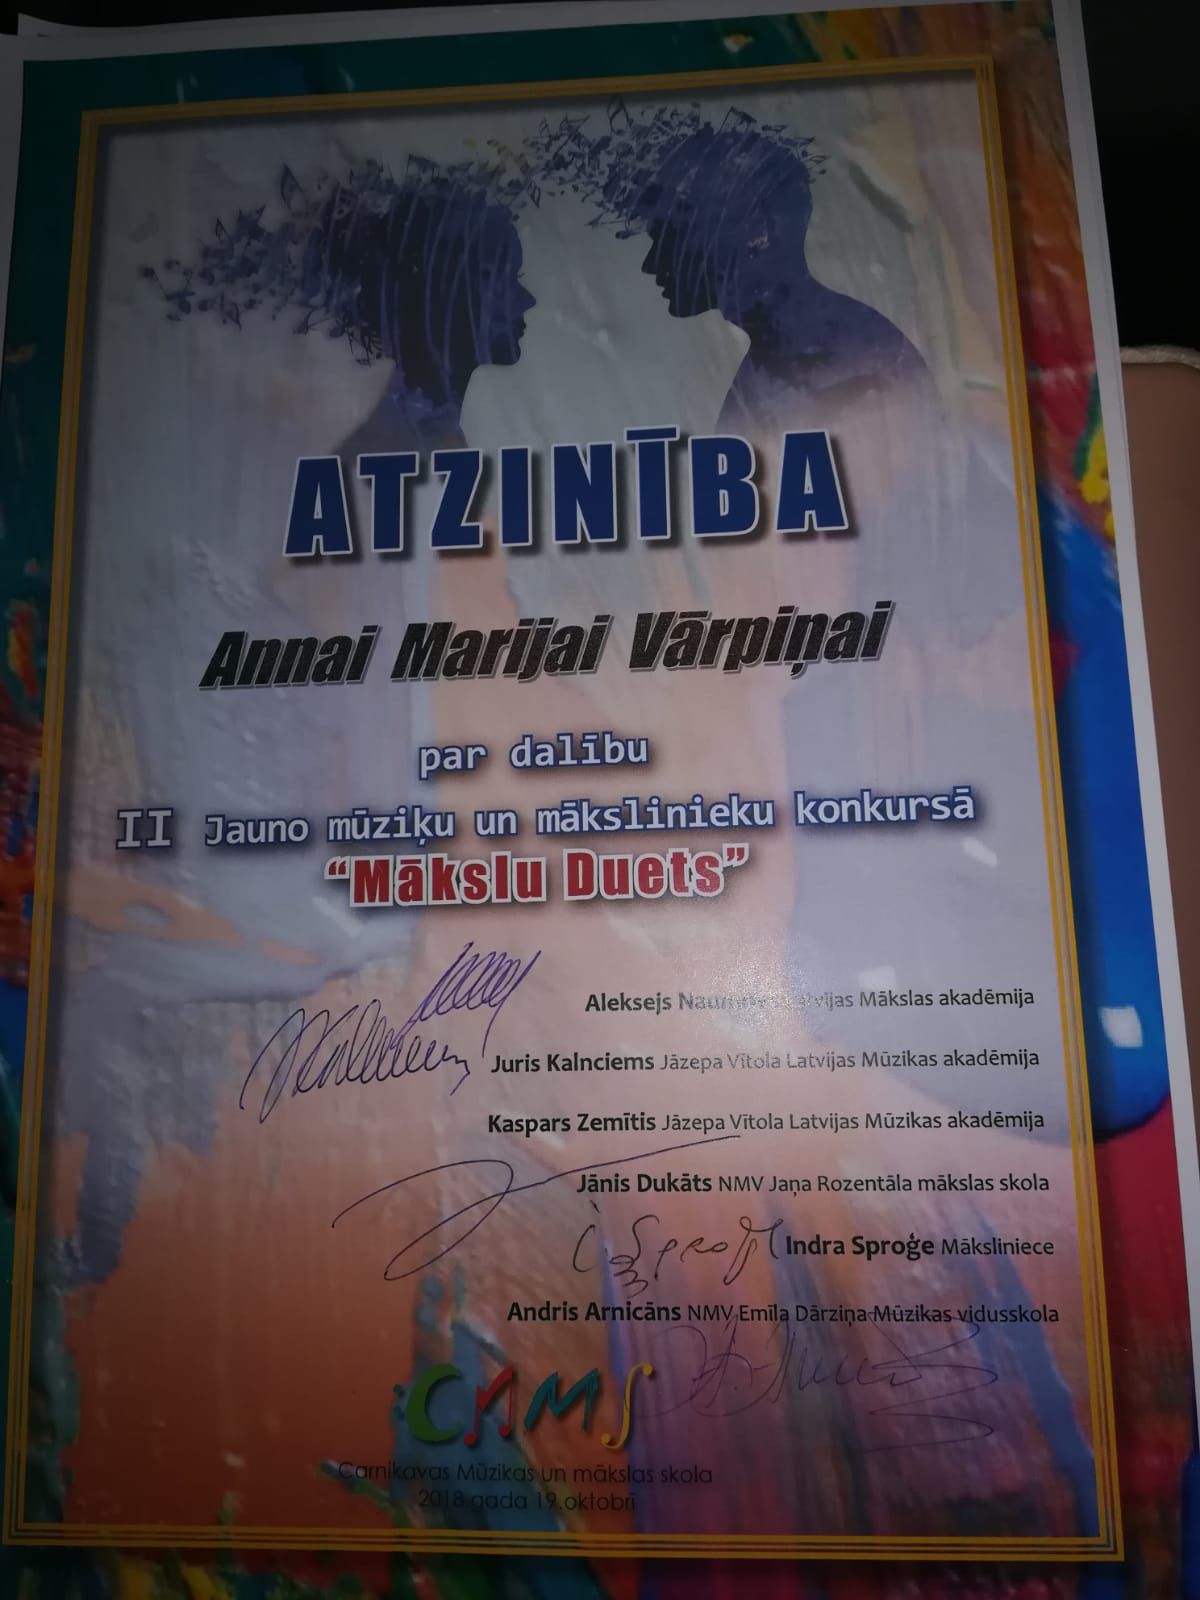 ATZINĪBA
Annai Marijai Vārpiņai
par dalību
II Jauno mūziķu un mākslinieku konkursā
“Mākslu Duets”
Aleksejs Mākslas akadēmija
Juris Kalnciems Jāzepa Vītola Latvijas Mūzikas akadēmija
Kaspars Zemītis Jāzepa Vītola Latvijas Mūzikas akadēmija
Jānis Dukāts NMV Jaņa Rozentāla mākslas skola
Indra Sproģe Māksliniece
Andris Arnicāns NMV Emīla Dārziņa Mūzikas vidusskola
CMMS
Carnikavas Mūzikas un mākslas skola
2018.gada 19.oktobrī